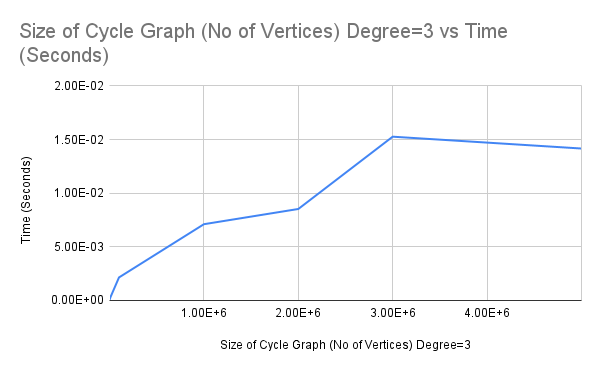 Size of Cycle Graph (No of Vertices) Degree=3 vs Time
(Seconds)
2.00E-02
1.50E-02
1.00E-02
5.00E-03
0.00E+00
Time (Seconds)
1.00E+6
2.00E+6
3.00E+6
4.00E+6
Size of Cycle Graph (No of Vertices) Degree=3